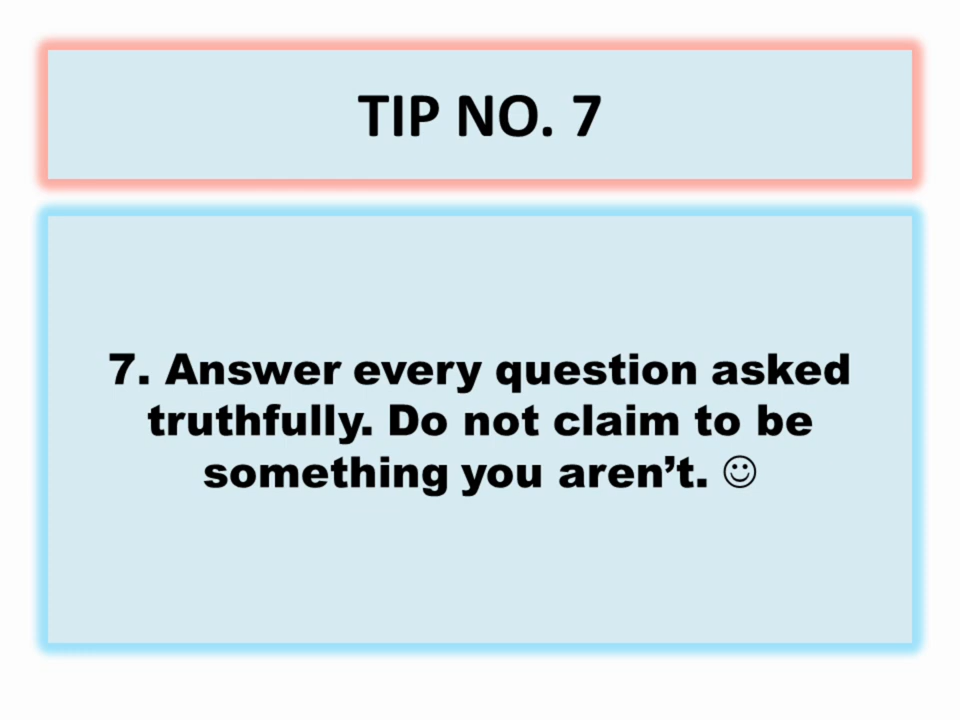 TIP NO. 7
7. Answer every question asked
truthfully. Do not claim to be
something you aren’t. ☺